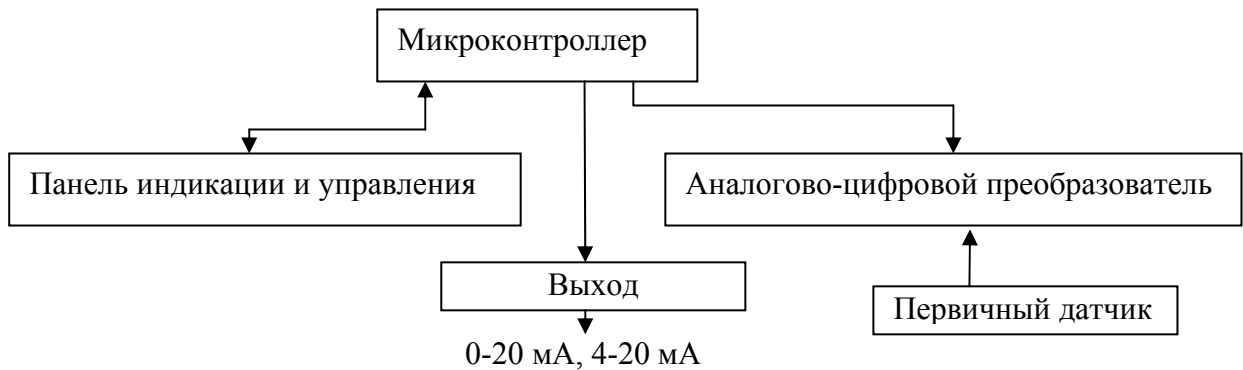 Микроконтроллер
Панель индикации и управления
Аналогово-цифровой преобразователь
Выход
Первичный датчик
0-20 мА, 4-20 мА